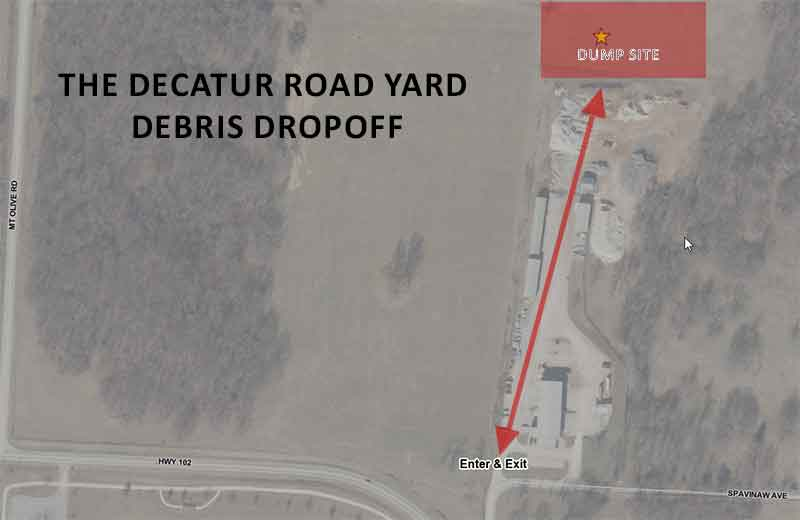 DUMP SITE
THE DECATUR ROAD YARD
DEBRIS DROPOFF
MT OLIVE RD
Enter & Exit
HWY 102
SPAVINAW AVE